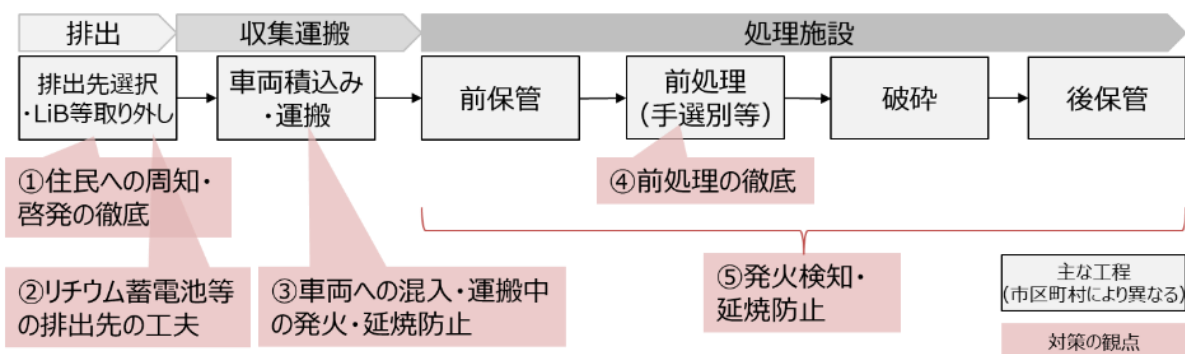 排出
収集運搬
処理施設
排出先選択
・LiB等取り外し
車両積込み
・運搬
前保管
前処理
（手選別等）
破砕
後保管
①住民への周知・
啓発の徹底
④前処理の徹底
②リチウム蓄電池等
の排出先の工夫
③車両への混入・運搬中
の発火・延焼防止
⑤発火検知・
延焼防止
主な工程
(市区町村により異なる)
対策の観点